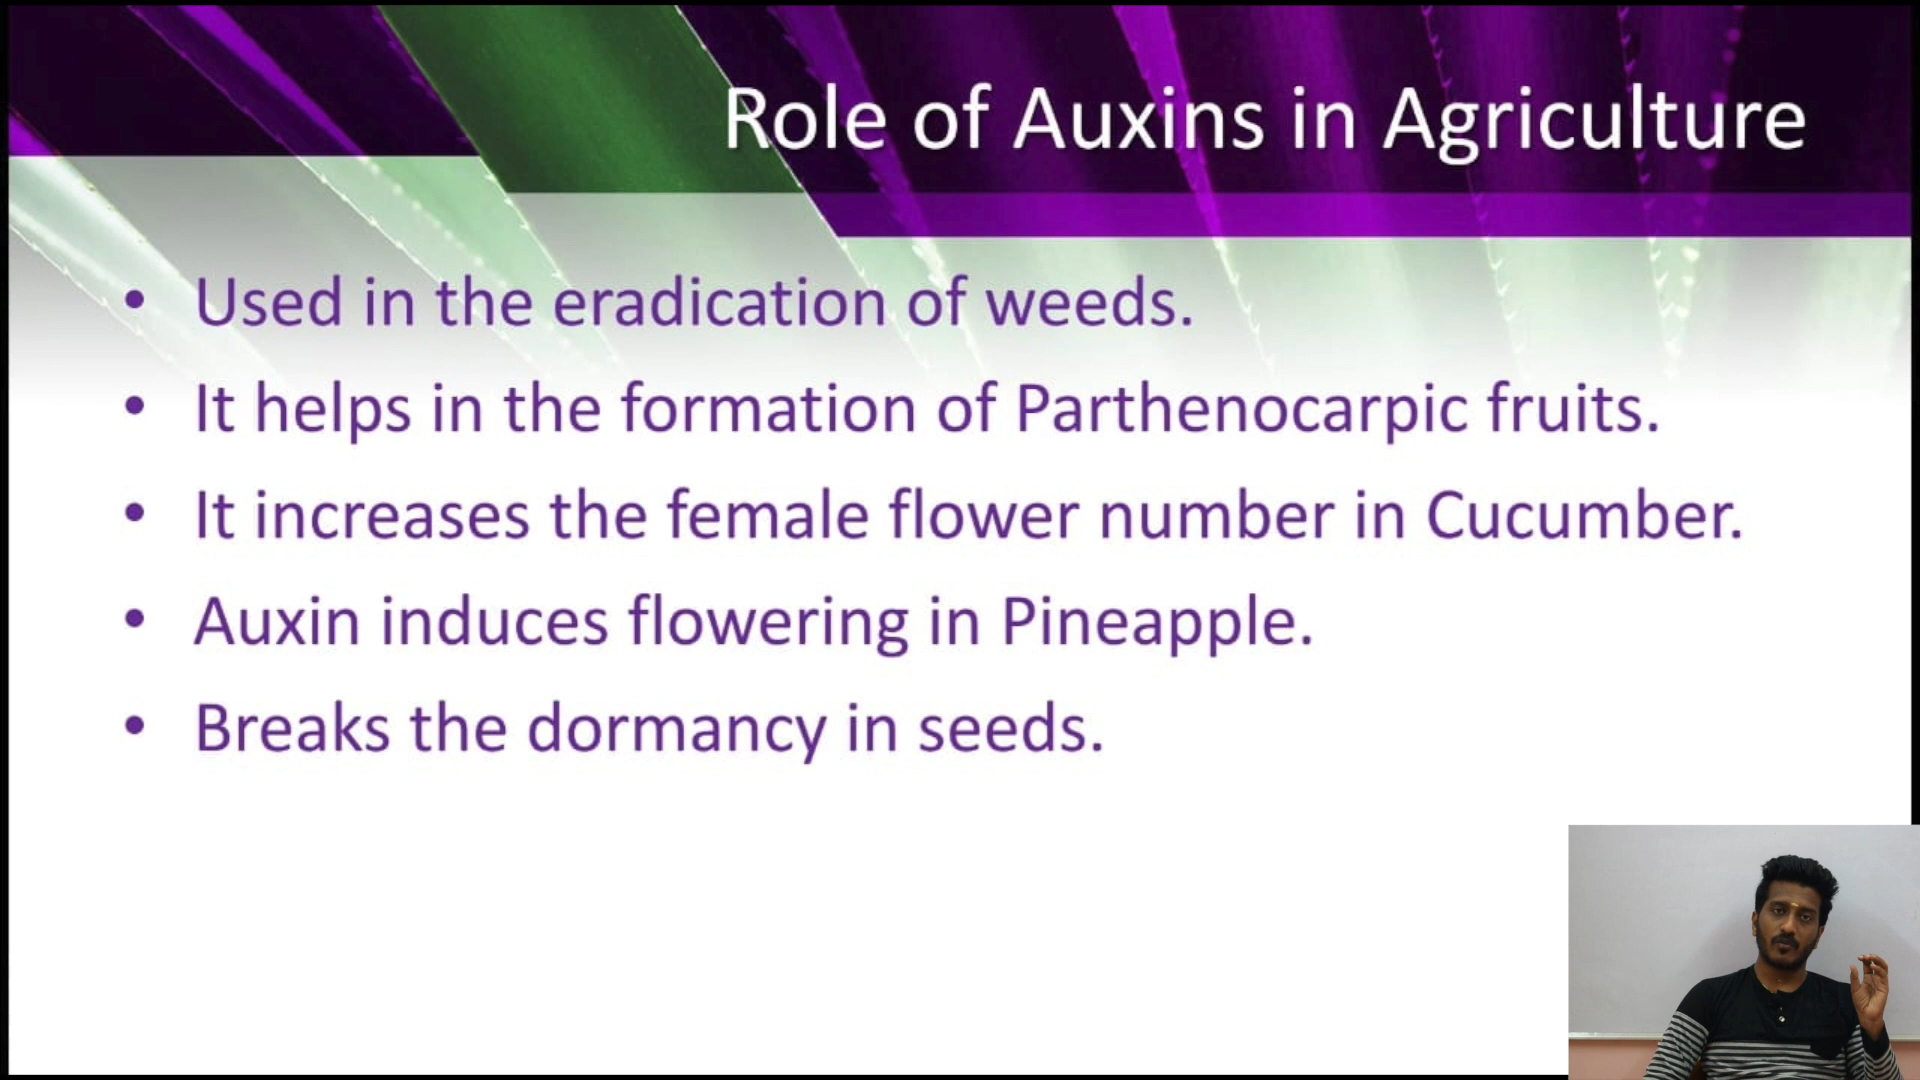 Role of Auxins in Agriculture
• Used in the eradication of weeds.
• It helps in the formation of Parthenocarpic fruits.
• It increases the female flower number in Cucumber.
• Auxin induces flowering in Pineapple.
• Breaks the dormancy in seeds.